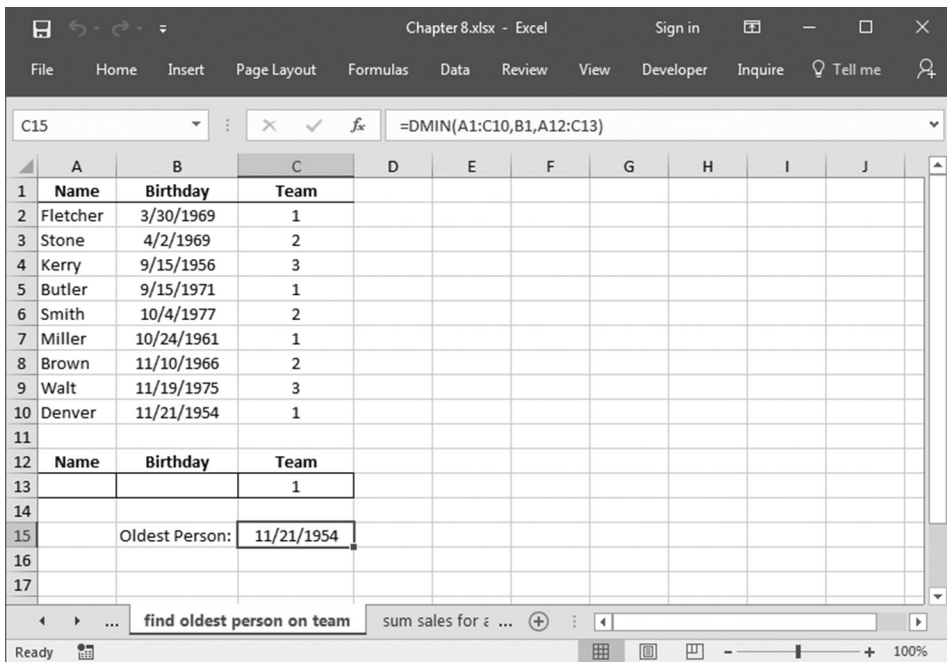 Chapter 8.xlsx - Excel Sign in
File Home Insert Page Layout Formulas Data Review View Developer Inquire Tell me
C15 fx =DMIN(A1:C10,B1,A12:C13)
A B C D E F G H I J
1 Name Birthday Team
2 Fletcher 3/30/1969 1
3 Stone 4/2/1969 2
4 Kerry 9/15/1956 3
5 Butler 9/15/1971 1
6 Smith 10/4/1977 2
7 Miller 10/24/1961 1
8 Brown 11/10/1966 2
9 Walt 11/19/1975 3
10 Denver 11/21/1954 1
11
12 Name Birthday Team
13 1
14
15 Oldest Person: 11/21/1954
16
17
... find oldest person on team sum sales for a ...
Ready 100%